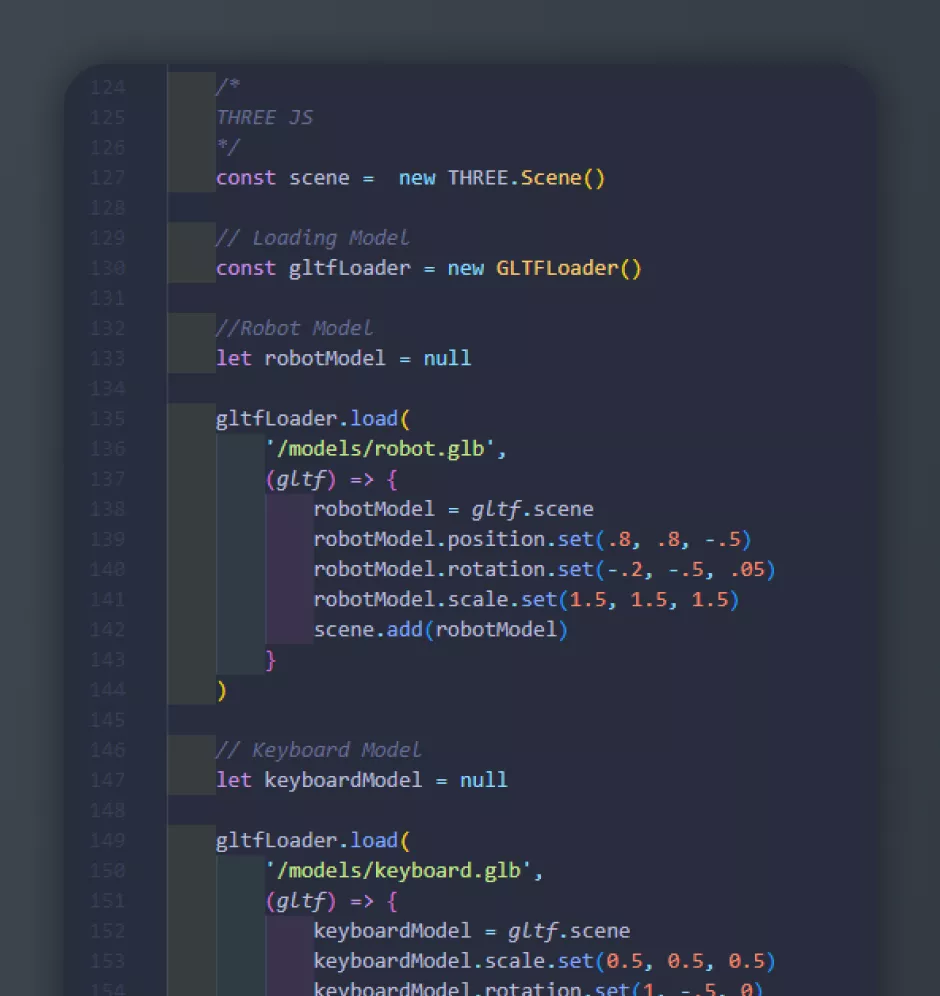 124 /*
125 THREE JS
126 */
127 const scene =  new THREE.Scene()
128
129 // Loading Model
130 const gltfLoader = new GLTFLoader()
131
132 //Robot Model
133 let robotModel = null
134
135 gltfLoader.load(
136     '/models/robot.glb',
137     (gltf) => {
138         robotModel = gltf.scene
139         robotModel.position.set(.8, .8, -.5)
140         robotModel.rotation.set(-.2, -.5, .05)
141         robotModel.scale.set(1.5, 1.5, 1.5)
142         scene.add(robotModel)
143     }
144 )
145
146 // Keyboard Model
147 let keyboardModel = null
148
149 gltfLoader.load(
150     '/models/keyboard.glb',
151     (gltf) => {
152         keyboardModel = gltf.scene
153         keyboardModel.scale.set(0.5, 0.5, 0.5)
154         keyboardModel.rotation.set(1, -.5, 0)